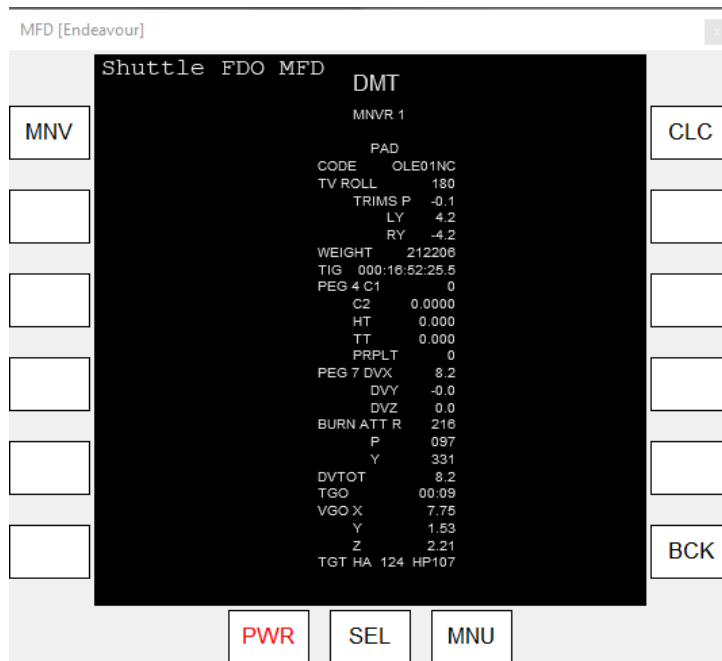 MFD [Endeavour]
Shuttle FDO MFD
DMT
MNVR 1
MNV
CLC
PAD
CODE OLE01NC
TV ROLL 180
TRIMS P -0.1
LY 4.2
RY -4.2
WEIGHT 212206
TIG 000:16:52:25.5
PEG 4 C1 0
C2 0.0000
HT 0.000
TT 0.000
PRPLT 0
PEG 7 DVX 8.2
DVY -0.0
DVZ 0.0
BURN ATT R 216
P 097
Y 331
DVTOT 8.2
TGO 00:09
VGO X 7.75
Y 1.53
Z 2.21
TGT HA 124 HP107
BCK
PWR SEL MNU